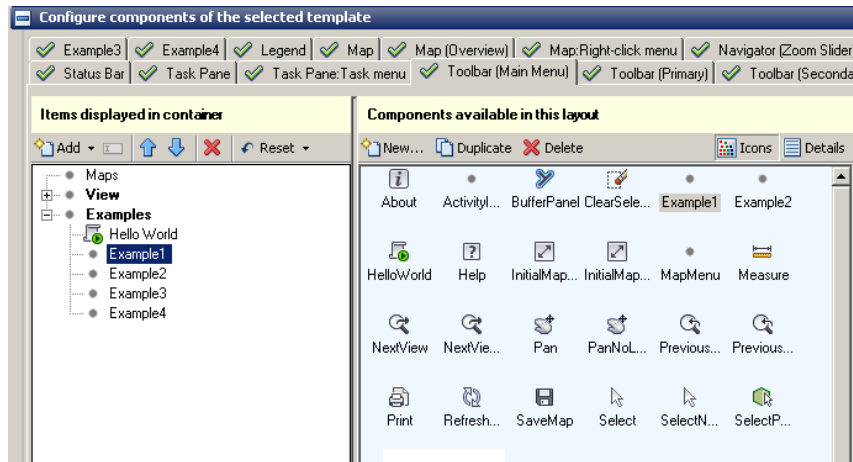 Configure components of the selected template
Example3 Example4 Legend Map Map (Overview) Map:Right-click menu Navigator (Zoom Slider
Status Bar Task Pane Task Pane:Task menu Toolbar (Main Menu) Toolbar (Primary) Toolbar (Seconda
Items displayed in container
Components available in this layout
Add Reset
New... Duplicate Delete Icons Details
Maps
View
Examples
Hello World
Example1
Example2
Example3
Example4
About ActivityI... BufferPanel ClearSele... Example1 Example2
HelloWorld Help InitialMap... InitialMap... MapMenu Measure
NextView NextVie... Pan PanNoL... Previous... Previous...
Print Refresh... SaveMap Select SelectN... SelectP...